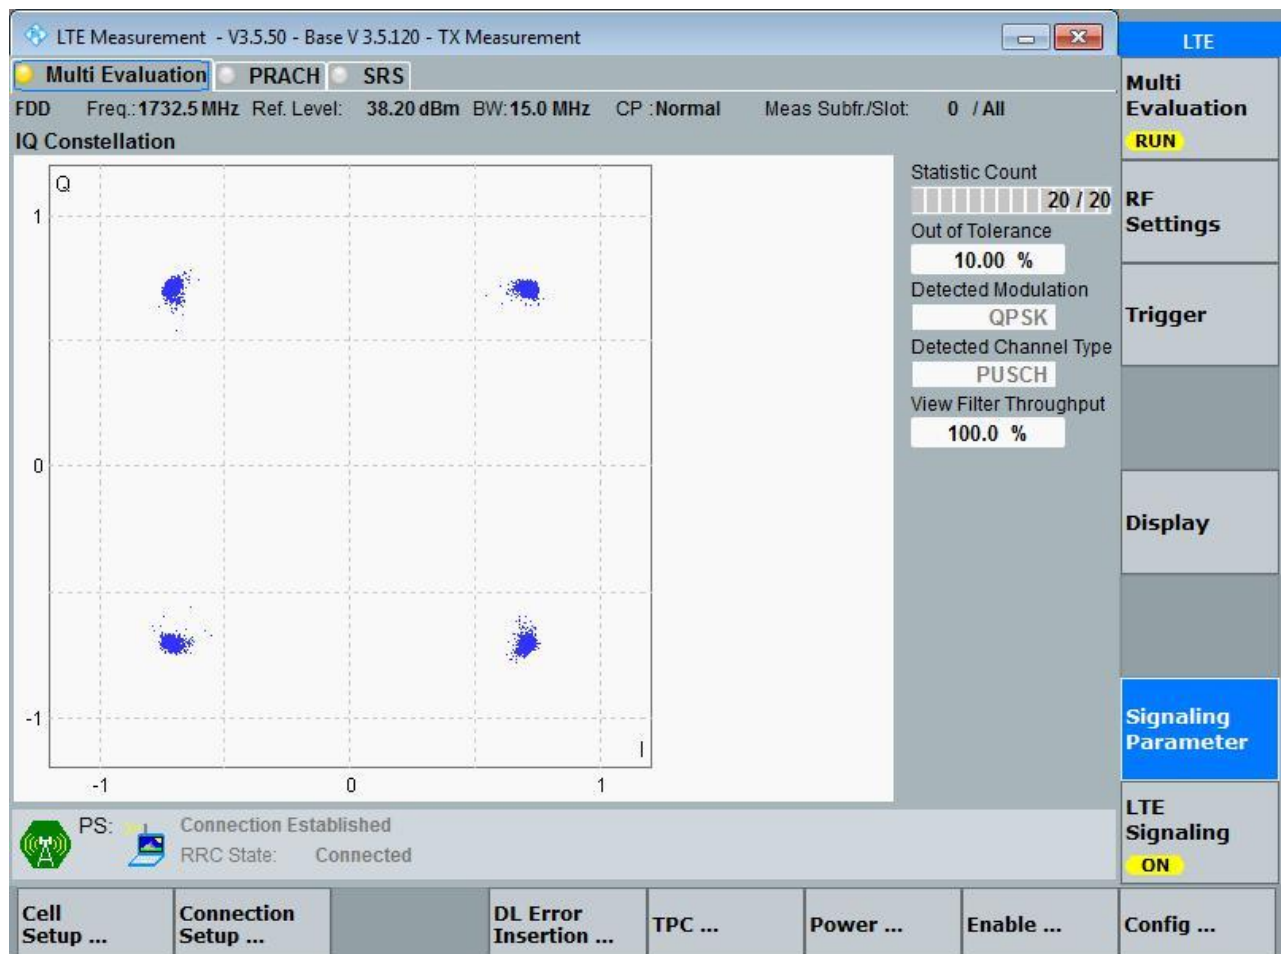 LTE Measurement - V3.5.50 - Base V 3.5.120 - TX Measurement
LTE
Multi Evaluation PRACH SRS
FDD Freq.: 1732.5 MHz Ref. Level: 38.20 dBm BW: 15.0 MHz CP : Normal Meas Subfr./Slot: 0 / All
IQ Constellation
Q
1
0
-1
I
-1 0 1
Statistic Count
20 / 20
Out of Tolerance
10.00 %
Detected Modulation
QPSK
Detected Channel Type
PUSCH
View Filter Throughput
100.0 %
Multi
Evaluation
RUN
RF
Settings
Trigger
Display
Signaling
Parameter
LTE
Signaling
ON
PS: Connection Established
RRC State: Connected
Cell
Setup ...
Connection
Setup ...
DL Error
Insertion ...
TPC ...
Power ...
Enable ...
Config ...